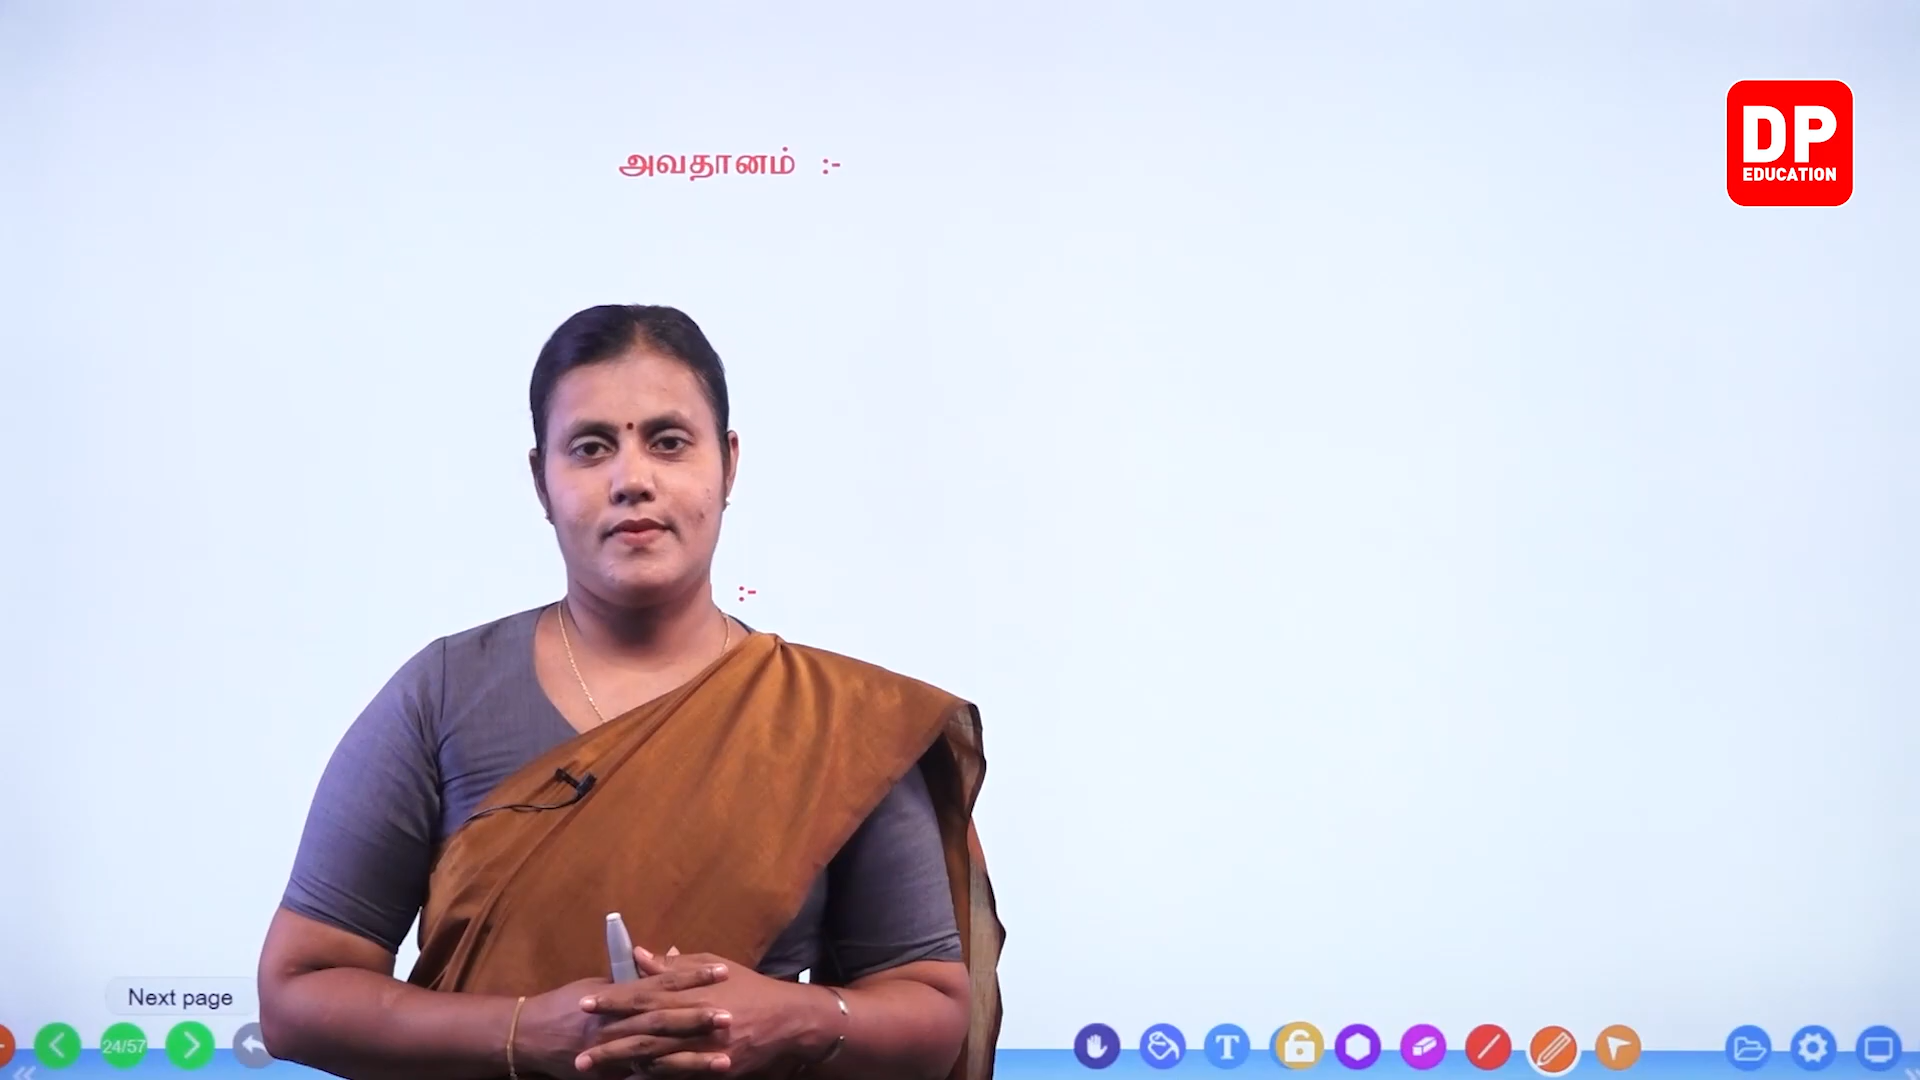 DP
EDUCATION
அவதானம் :-
:-
Next page
24/57
T